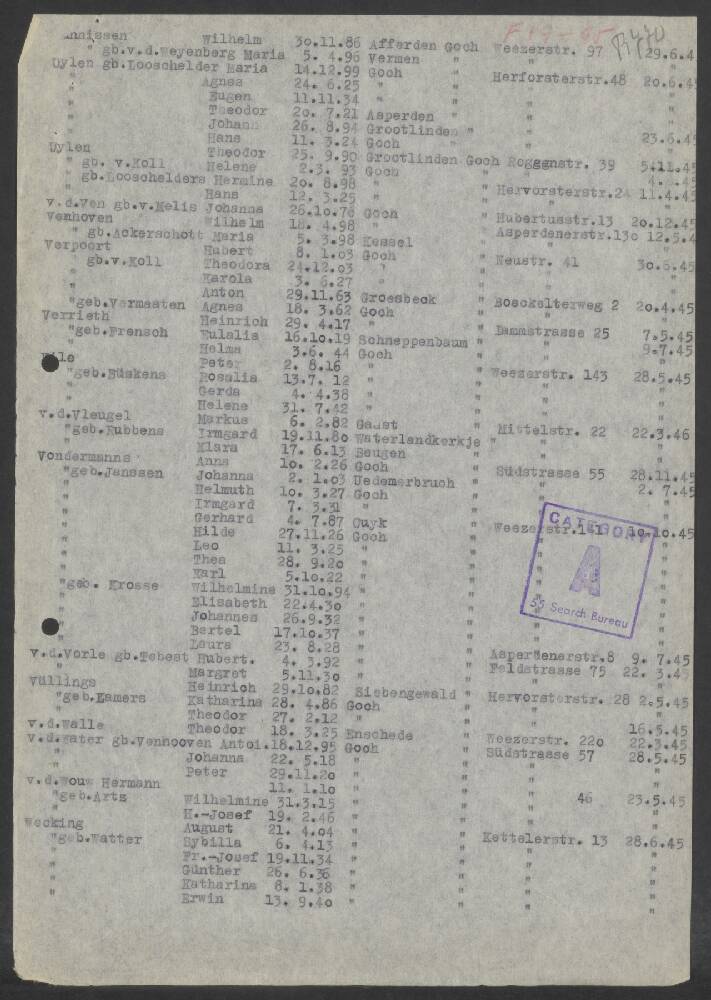 F 19 - 65
nnissen Wilhelm 30.11.86 Afferden Goch Weezerstr. 97 29.6.4
" gb.v.d.Weyenberg Maria 5. 4.96 Vermen " "
Uylen gb.Looschelder Maria 14.12.99 Goch " Herforsterstr.48 20.6.45
" Agnes 24. 6.25 " " " "
" Eugen 11.11.34 " " " "
" Theodor 20. 7.21 Asperden " " "
" Johann 26. 8.94 Grootlinden " " "
" Hans 11. 3.24 Goch " " 23.6.45
Uylen Theodor 25. 9.90 Grootlinden Goch Rogggnstr. 39 5.11.45
" gb. v.Koll Helene 2.3. 93 Goch " "
" gb.Looschelders Hermine 20. 8.98 " " Hervorsterstr.24 11.4.45
" Hans 12. 3.25 " " " "
v.d.Ven gb.v.Melis Johanna 26.10.78 Goch " Hubertusstr.13 20.12.45
Venhoven Wilhelm 18. 4.98 " " Asperdenerstr.13c 12.5.4
" gb.Ackerschott Maria 5. 3.98 Kessel " " "
Verpoort Hubert 8. 1.03 Goch " Neustr. 41 30.6.45
" gb.v.Koll Theodora 24.12.03 " " " "
" Karola 3. 6.27 " " " "
" Anton 29.11.63 Groesbeck " Boeckelterweg 2 20.4.45
"geb.Vermaaten Agnes 18. 3.62 Goch " " "
Verrieth Heinrich 29. 4.17 " " Dammstrasse 25 7.5.45
"geb.Frensch Eulalia 16.10.19 Schneppenbaum " " 9.7.45
" Helma 3.6. 44 Goch " " "
Peter 2. 8.16 " " Weezerstr. 143 28.5.45
"geb.Büskens Rosalia 13.7. 12 " " " "
" Gerda 4. 4.38 " " " "
" Helene 31. 7.42 " " " "
v.d.Vleugel Markus 6. 2.82 Gaast " Mittelstr. 22 22.3.46
"geb.Rubbens Irmgard 19.11.80 Waterlandkerkje " " "
" Klara 17. 6.13 Beugen " " "
Vondermanns Anna 10. 2.26 Goch " Südstrasse 55 28.11.45
"geb.Janssen Johanna 2. 1.03 Uedemerbruch " " 2. 7.45
" Helmuth 10. 3.27 Goch " " "
" Irmgard 7. 3.31 " " " "
" Gerhard 4. 7.87 Cuyk " Weezerstr.141 10.10.45
" Hilde 27.11.26 Goch " " "
" Leo 11. 3.25 " " " "
" Thea 28. 9.20 " " " "
" Karl 5.10.22 " " " "
"geb. Krosse Wilhelmine 31.10.94 " " " "
" Elisabeth 22.4.30 " " " "
" Johannes 26.9.32 " " " "
" Bertel 17.10.37 " " " "
" Laura 23. 8.28 " " " "
v.d.Vorle gb.Tebest Hubert. 4. 3.92 " " Asperdenerstr.8 9. 7.45
" Margret 5.11.30 " " Feldstrasse 75 22. 3.45
Vüllings Heinrich 29.10.82 Siebengewald " Hervorsterstr. 28 2.5.45
"geb.Eamers Katharina 28. 4.86 Goch " " "
" Theodor 27. 2.12 " " " 16.5.45
v.d.Walle Theodor 18. 3.25 Enschede " Weezerstr. 220 22.3.45
v.d.Water gb.Vennooven Antoi.18.12.95 Goch " Südstrasse 57 28.5.45
" Johanna 22. 5.18 " " " "
" Peter 29.11.20 " " " "
v.d.Wouw Hermann 11. 1.10 " " " 46 23.5.45
"geb.Arts Wilhelmine 31.3.15 " " " "
" H.-Josef 19. 2.46 " " " "
Wecking August 21. 4.04 " " Kettelerstr. 13 28.6.45
"geb.Watter Sybilla 6. 4.13 " " " "
" Fr.-Josef 19.11.34 " " " "
" Günther 26. 6.36 " " " "
" Katharina 8. 1.38 " " " "
" Erwin 13. 9.40 " " " "
CATEGORY
A
Search Bureau